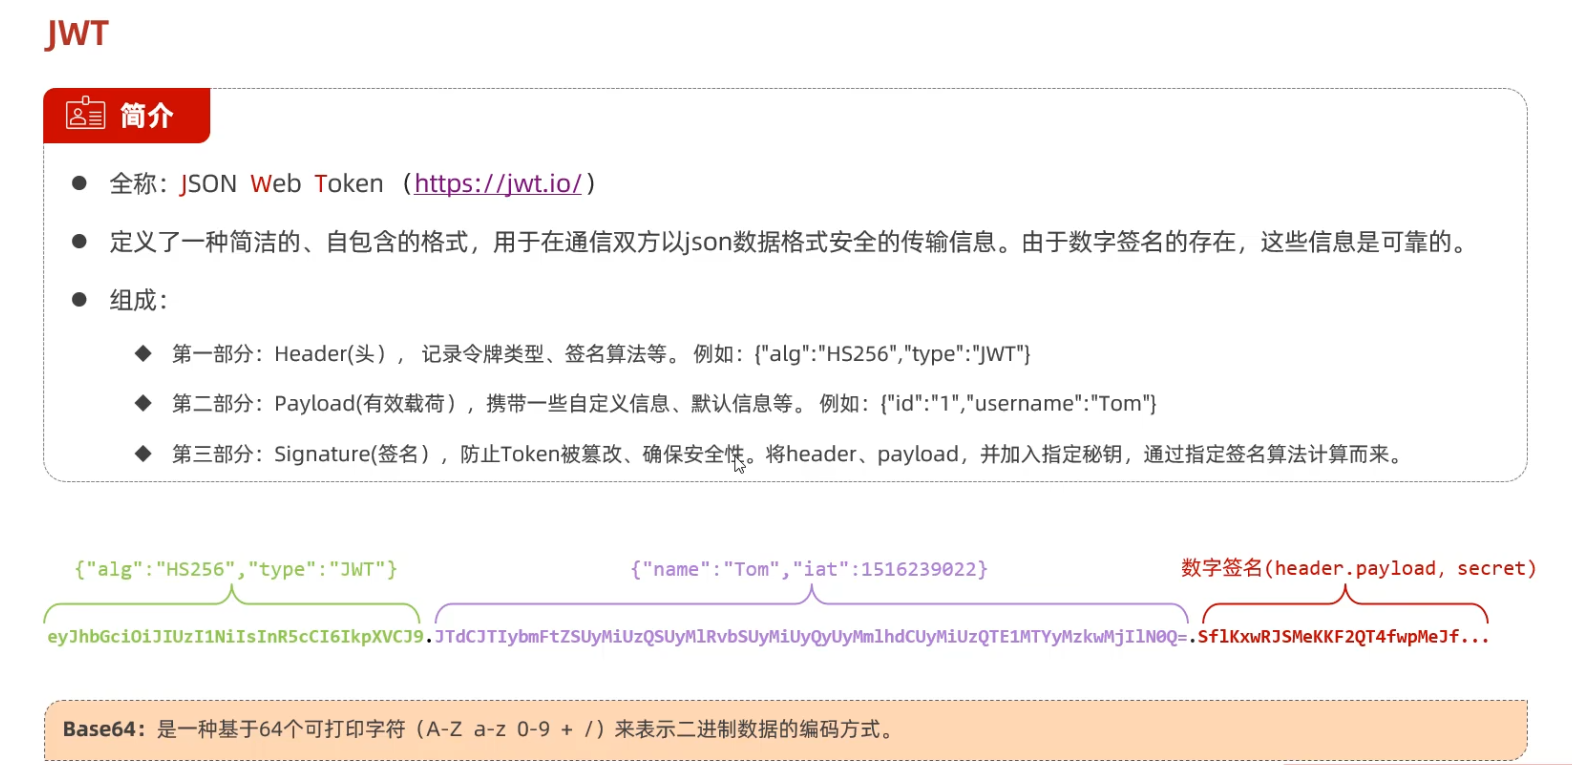 JWT
简介
全称：JSON Web Token （https://jwt.io/）
定义了一种简洁的、自包含的格式，用于在通信双方以json数据格式安全的传输信息。由于数字签名的存在，这些信息是可靠的。
组成：
第一部分：Header(头）， 记录令牌类型、签名算法等。 例如：{"alg":"HS256","type":"JWT"}
第二部分：Payload(有效载荷），携带一些自定义信息、默认信息等。 例如：{"id":"1","username":"Tom"}
第三部分：Signature(签名），防止Token被篡改、确保安全性。将header、payload，并加入指定秘钥，通过指定签名算法计算而来。
{"alg":"HS256","type":"JWT"} {"name":"Tom","iat":1516239022} 数字签名(header.payload, secret)
eyJhbGciOiJIUzI1NiIsInR5cCI6IkpXVCJ9.JTdCJTIybmFtZSUyMiUzQSUyMlRvbSUyMiUyQyUyMmlhdCUyMiUzQTE1MTYyMzkwMjIlN0Q=.SflKxwRJSMeKKF2QT4fwpMeJf...
Base64：是一种基于64个可打印字符（A-Z a-z 0-9 + /）来表示二进制数据的编码方式。